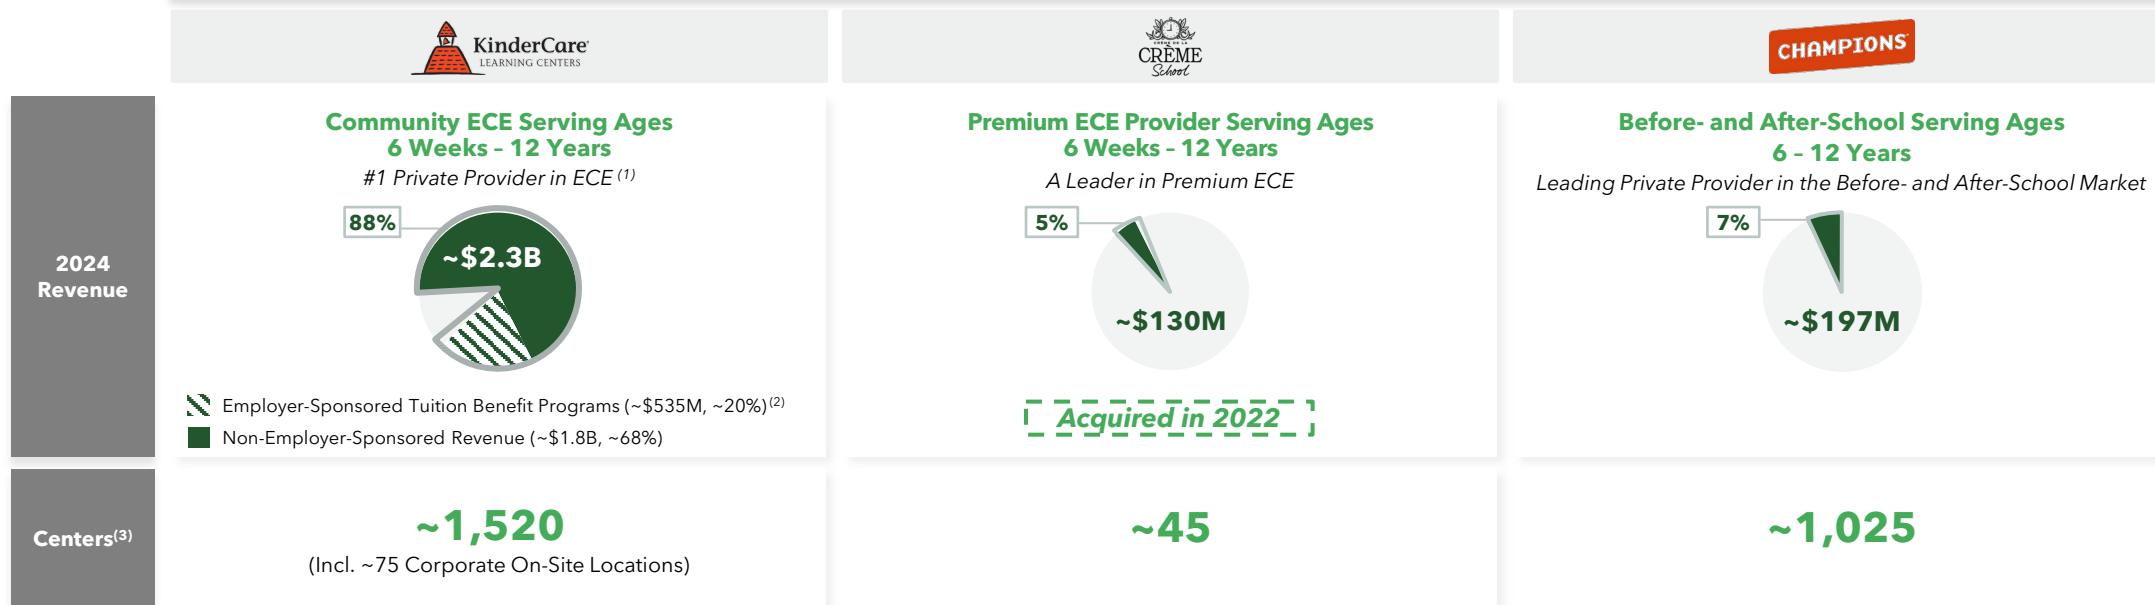 KinderCare
LEARNING CENTERS
CRÈME DE LA
CRÈME
School
CHAMPIONS
2024
Revenue
Community ECE Serving Ages
6 Weeks – 12 Years
#1 Private Provider in ECE (1)
88%
~$2.3B
Employer-Sponsored Tuition Benefit Programs (~$535M, ~20%)(2)
Non-Employer-Sponsored Revenue (~$1.8B, ~68%)
Premium ECE Provider Serving Ages
6 Weeks – 12 Years
A Leader in Premium ECE
5%
~$130M
Acquired in 2022
Before- and After-School Serving Ages
6 – 12 Years
Leading Private Provider in the Before- and After-School Market
7%
~$197M
Centers(3)
~1,520
(Incl. ~75 Corporate On-Site Locations)
~45
~1,025